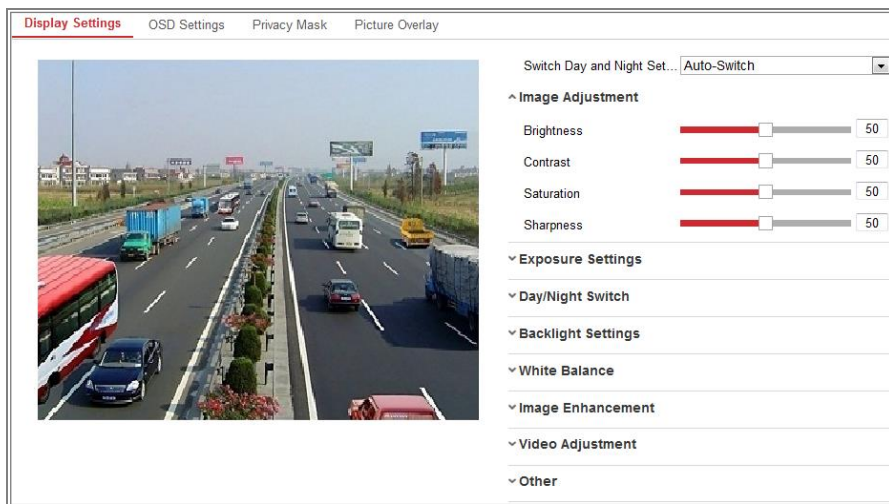 Display Settings OSD Settings Privacy Mask Picture Overlay
Switch Day and Night Set... Auto-Switch
Image Adjustment
Brightness 50
Contrast 50
Saturation 50
Sharpness 50
Exposure Settings
Day/Night Switch
Backlight Settings
White Balance
Image Enhancement
Video Adjustment
Other